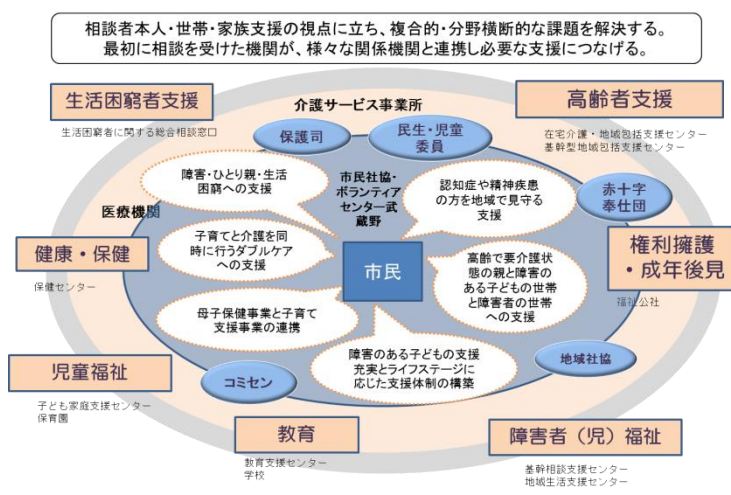 相談者本人・世帯・家族支援の視点に立ち、複合的・分野横断的な課題を解決する。
最初に相談を受けた機関が、様々な関係機関と連携し必要な支援につなげる。
生活困窮者支援
生活困窮者に関する総合相談窓口
介護サービス事業所
高齢者支援
在宅介護・地域包括支援センター
基幹型地域包括支援センター
保護司
民生・児童
委員
障害・ひとり親・生活
困窮への支援
市民社協・
ボランティア
センター武
蔵野
認知症や精神疾患
の方を地域で見守る
支援
赤十字
奉仕団
医療機関
健康・保健
保健センター
子育てと介護を同
時に行うダブルケア
への支援
市民
高齢で要介護状
態の親と障害の
ある子どもの世帯
と障害者の世帯
への支援
権利擁護
・成年後見
福祉公社
母子保健事業と子育て
支援事業の連携
障害のある子どもの支援
充実とライフステージに
応じた支援体制の構築
地域社協
児童福祉
子ども家庭支援センター
保育園
コミセン
教育
教育支援センター
学校
障害者（児）福祉
基幹相談支援センター
地域生活支援センター